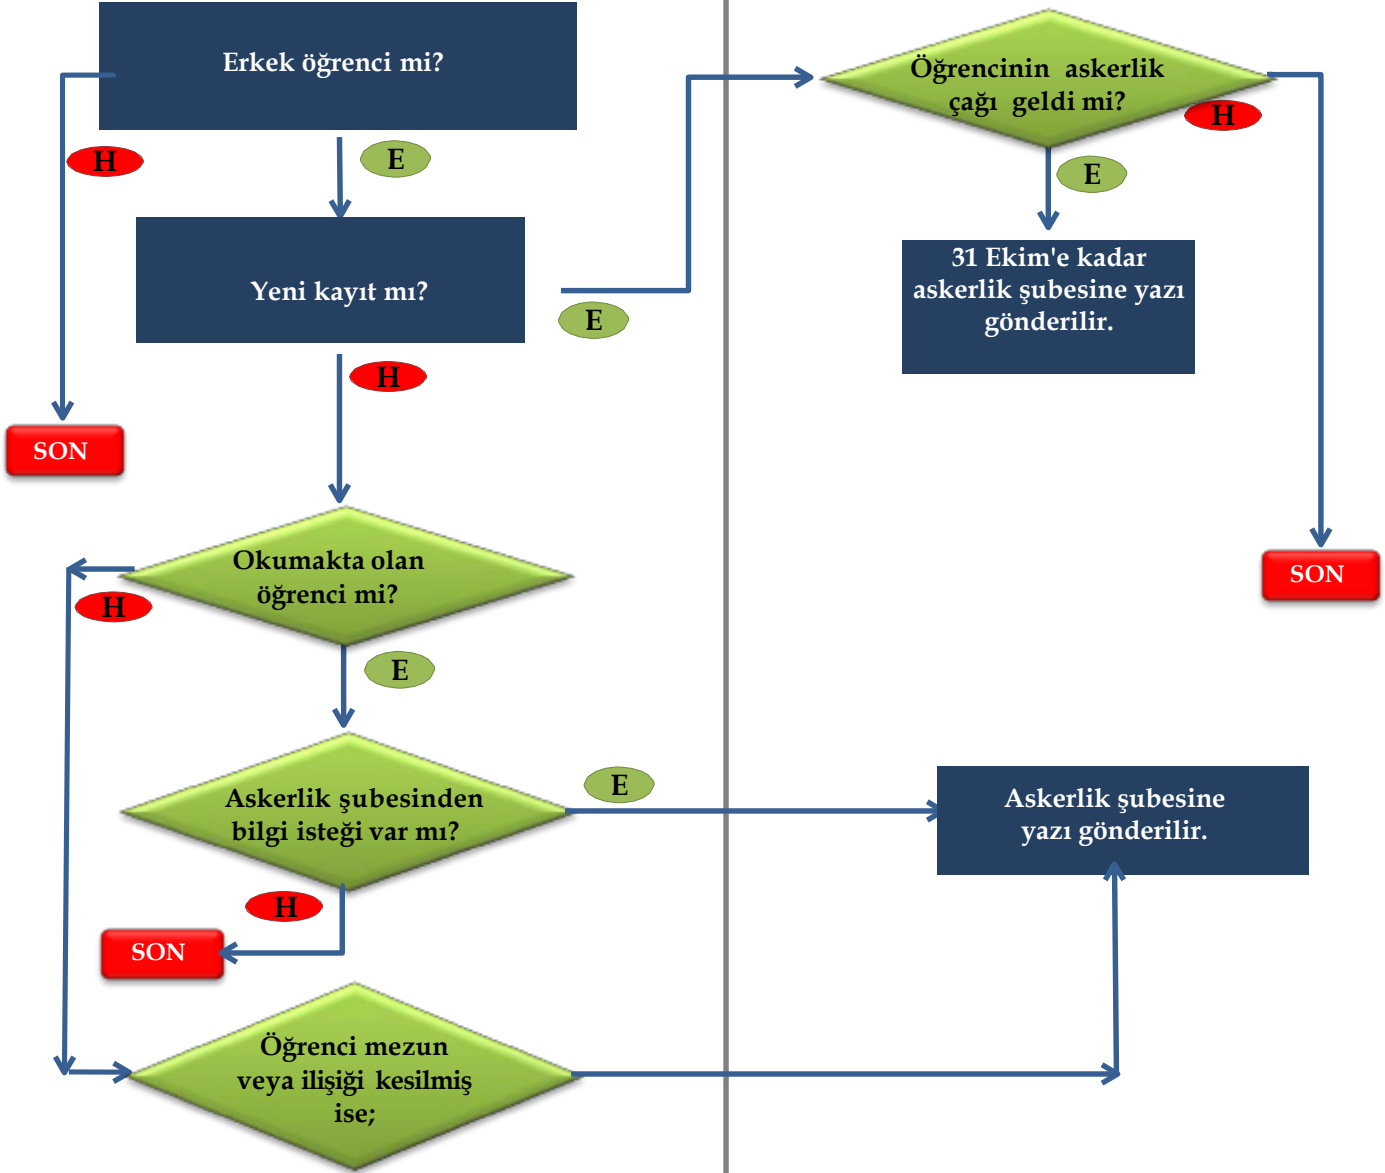 Erkek öğrenci mi?
H
E
Yeni kayıt mı?
E
H
SON
Okumakta olan
öğrenci mi?
H
E
Askerlik şubesinden
bilgi isteği var mı?
E
H
SON
Öğrenci mezun
veya ilişiği kesilmiş
ise;
Öğrencinin askerlik
çağı geldi mi?
H
E
31 Ekim'e kadar
askerlik şubesine yazı
gönderilir.
SON
Askerlik şubesine
yazı gönderilir.